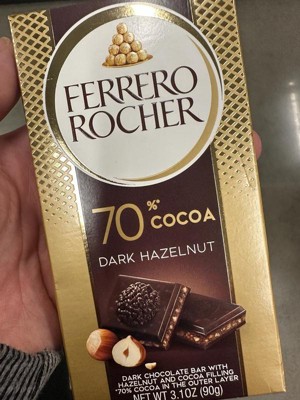 FERRERO
ROCHER
70%* COCOA
DARK HAZELNUT
DARK CHOCOLATE BAR WITH
HAZELNUT AND COCOA FILLING
*70% COCOA IN THE OUTER LAYER
NET WT 3.1OZ (90g)